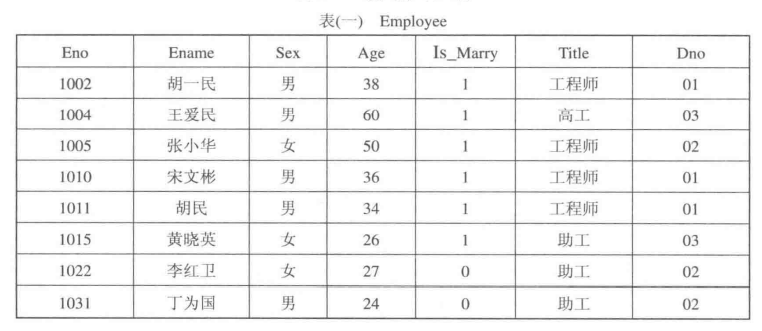 表(一) Employee
Eno Ename Sex Age Is_Marry Title Dno
1002 胡一民 男 38 1 工程师 01
1004 王爱民 男 60 1 高工 03
1005 张小华 女 50 1 工程师 02
1010 宋文彬 男 36 1 工程师 01
1011 胡民 男 34 1 工程师 01
1015 黄晓英 女 26 1 助工 03
1022 李红卫 女 27 0 助工 02
1031 丁为国 男 24 0 助工 02